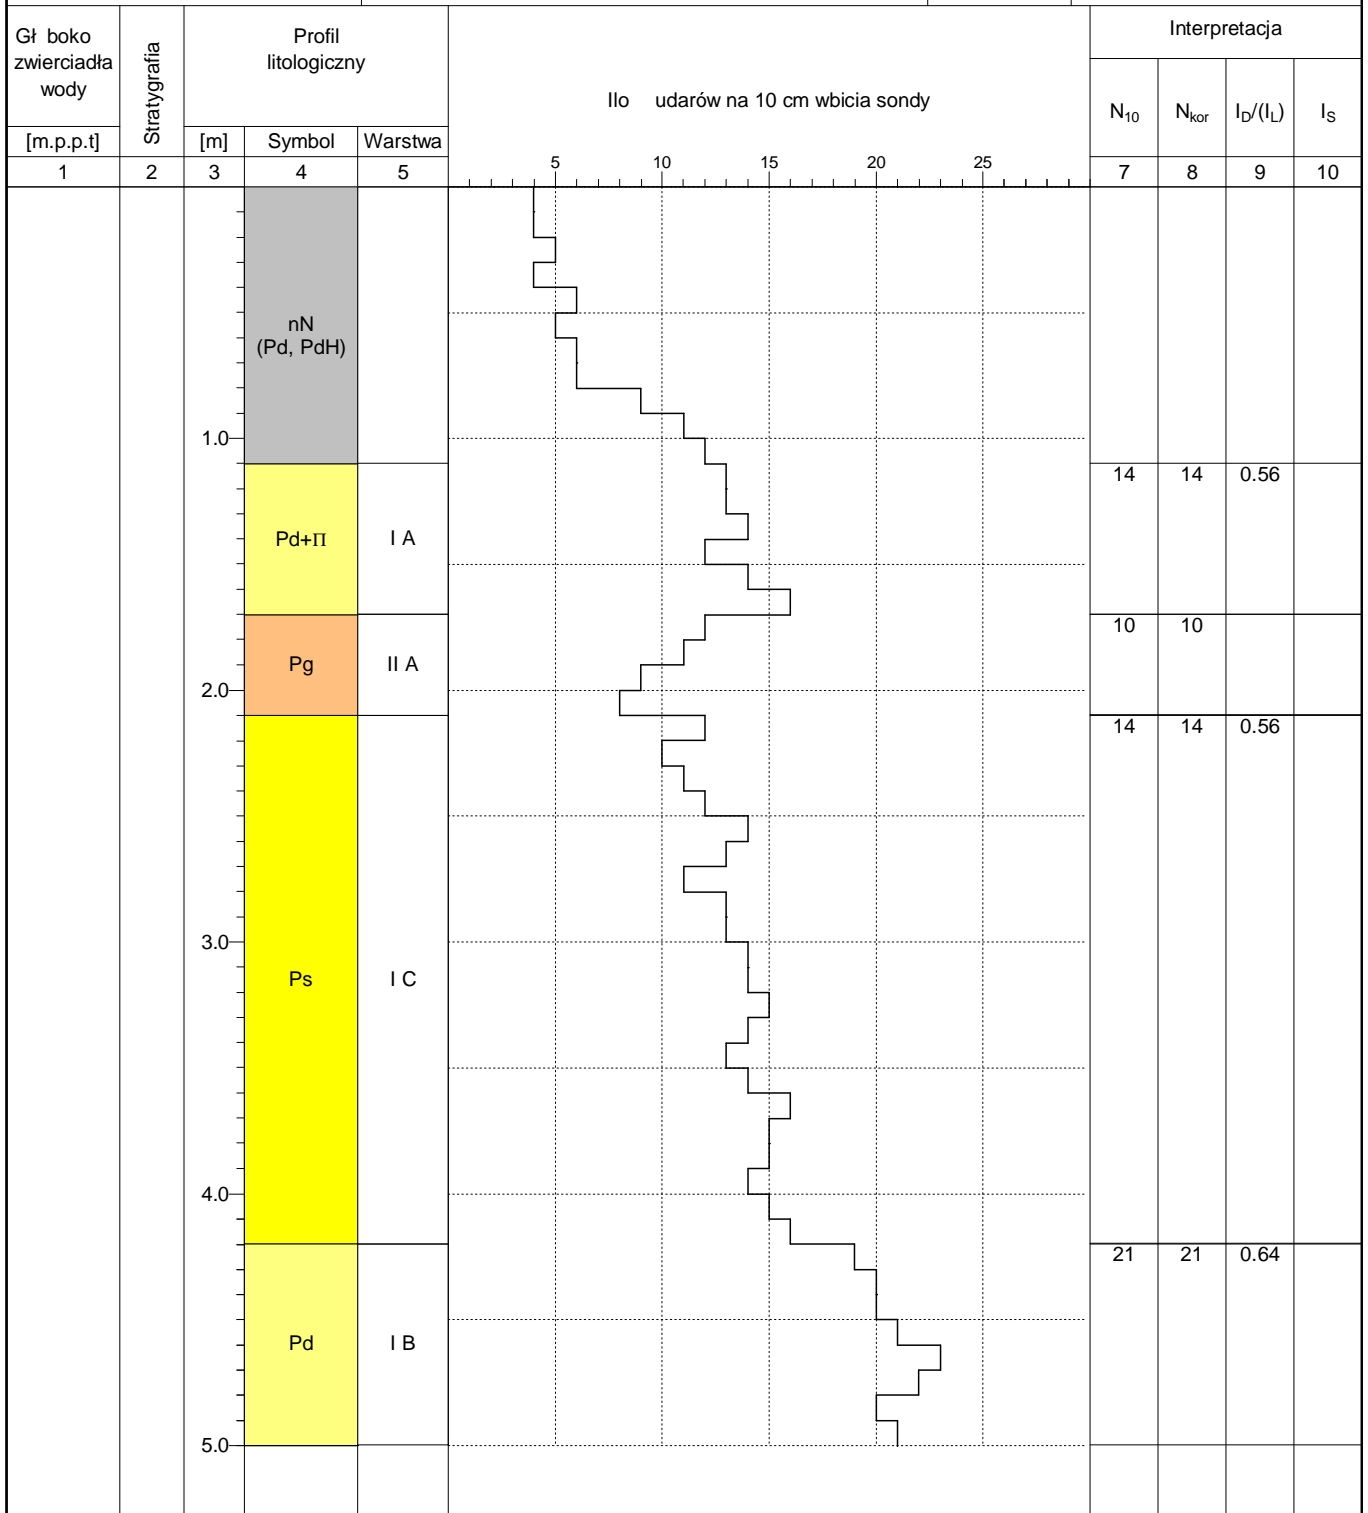 Gł boko
zwierciadła
wody
[m.p.p.t]
1
Stratygrafia
2
Profil
litologiczny
[m]
Symbol
Warstwa
3
4
5
Ilo udarów na 10 cm wbicia sondy
5
10
15
20
25
Interpretacja
N10
Nkor
ID/(IL)
IS
7
8
9
10
nN
(Pd, PdH)
1.0
14
14
0.56
Pd+Π
I A
10
10
Pg
II A
2.0
14
14
0.56
3.0
Ps
I C
4.0
21
21
0.64
Pd
I B
5.0